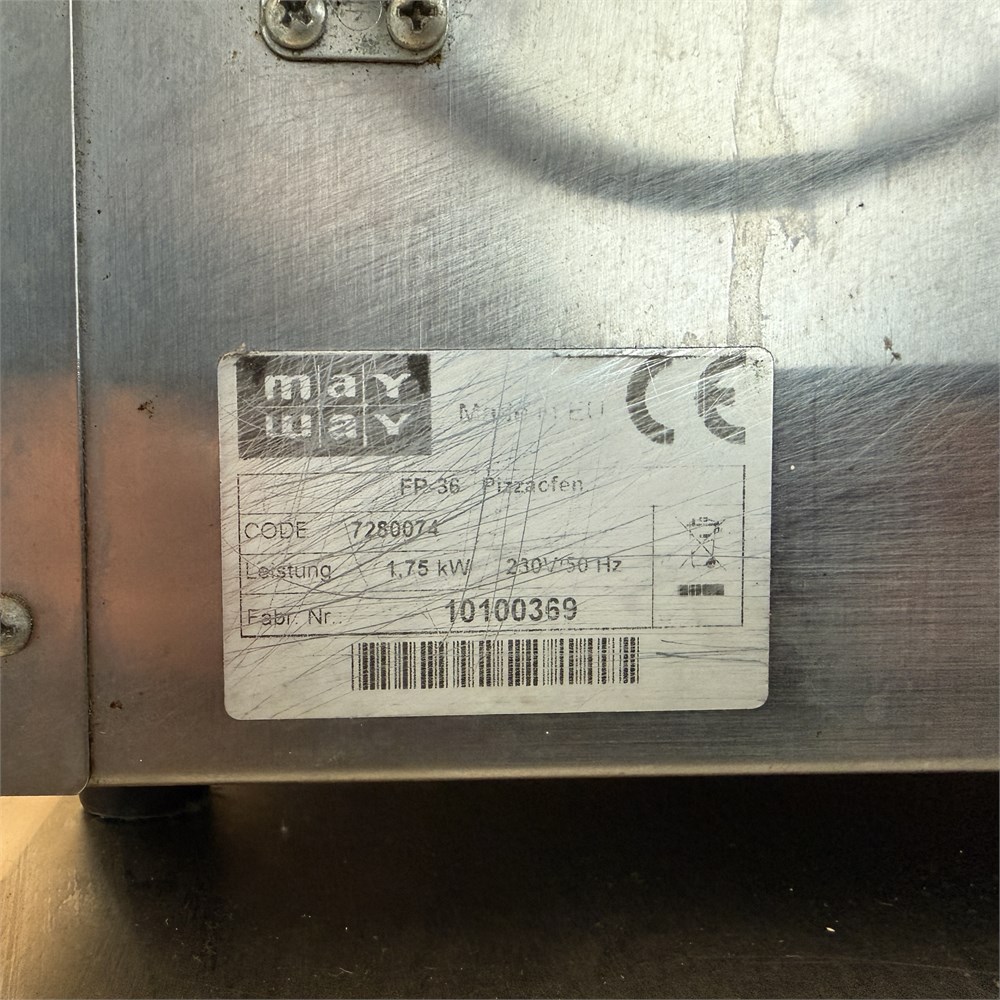 may
way
Made in EU
CE
FP-36 Pizzaofen
CODE 7280074
Leistung 1,75 kW 230V/50 Hz
Fabr. Nr.: 10100369